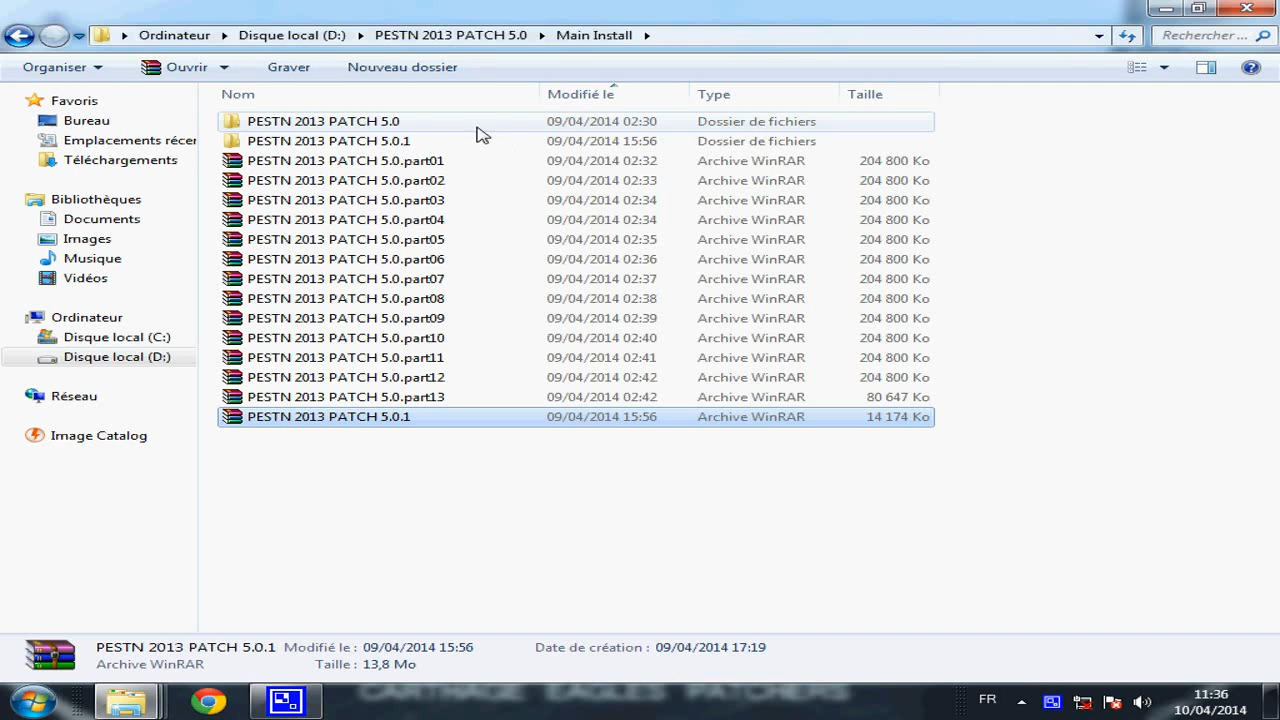 Ordinateur Disque local (D:) PESTN 2013 PATCH 5.0 Main Install Rechercher ...
Organiser Ouvrir Graver Nouveau dossier
Nom Modifié le Type Taille
Favoris
Bureau
Emplacements récer
Téléchargements
Bibliothèques
Documents
Images
Musique
Vidéos
Ordinateur
Disque local (C:)
Disque local (D:)
Réseau
Image Catalog
PESTN 2013 PATCH 5.0 09/04/2014 02:30 Dossier de fichiers
PESTN 2013 PATCH 5.0.1 09/04/2014 15:56 Dossier de fichiers
PESTN 2013 PATCH 5.0.part01 09/04/2014 02:32 Archive WinRAR 204 800 Ko
PESTN 2013 PATCH 5.0.part02 09/04/2014 02:33 Archive WinRAR 204 800 Ko
PESTN 2013 PATCH 5.0.part03 09/04/2014 02:34 Archive WinRAR 204 800 Ko
PESTN 2013 PATCH 5.0.part04 09/04/2014 02:34 Archive WinRAR 204 800 Ko
PESTN 2013 PATCH 5.0.part05 09/04/2014 02:35 Archive WinRAR 204 800 Ko
PESTN 2013 PATCH 5.0.part06 09/04/2014 02:36 Archive WinRAR 204 800 Ko
PESTN 2013 PATCH 5.0.part07 09/04/2014 02:37 Archive WinRAR 204 800 Ko
PESTN 2013 PATCH 5.0.part08 09/04/2014 02:38 Archive WinRAR 204 800 Ko
PESTN 2013 PATCH 5.0.part09 09/04/2014 02:39 Archive WinRAR 204 800 Ko
PESTN 2013 PATCH 5.0.part10 09/04/2014 02:40 Archive WinRAR 204 800 Ko
PESTN 2013 PATCH 5.0.part11 09/04/2014 02:41 Archive WinRAR 204 800 Ko
PESTN 2013 PATCH 5.0.part12 09/04/2014 02:42 Archive WinRAR 204 800 Ko
PESTN 2013 PATCH 5.0.part13 09/04/2014 02:42 Archive WinRAR 80 647 Ko
PESTN 2013 PATCH 5.0.1 09/04/2014 15:56 Archive WinRAR 14 174 Ko
PESTN 2013 PATCH 5.0.1 Modifié le : 09/04/2014 15:56 Date de création : 09/04/2014 17:19
Archive WinRAR Taille : 13,8 Mo
FR 11:36
10/04/2014